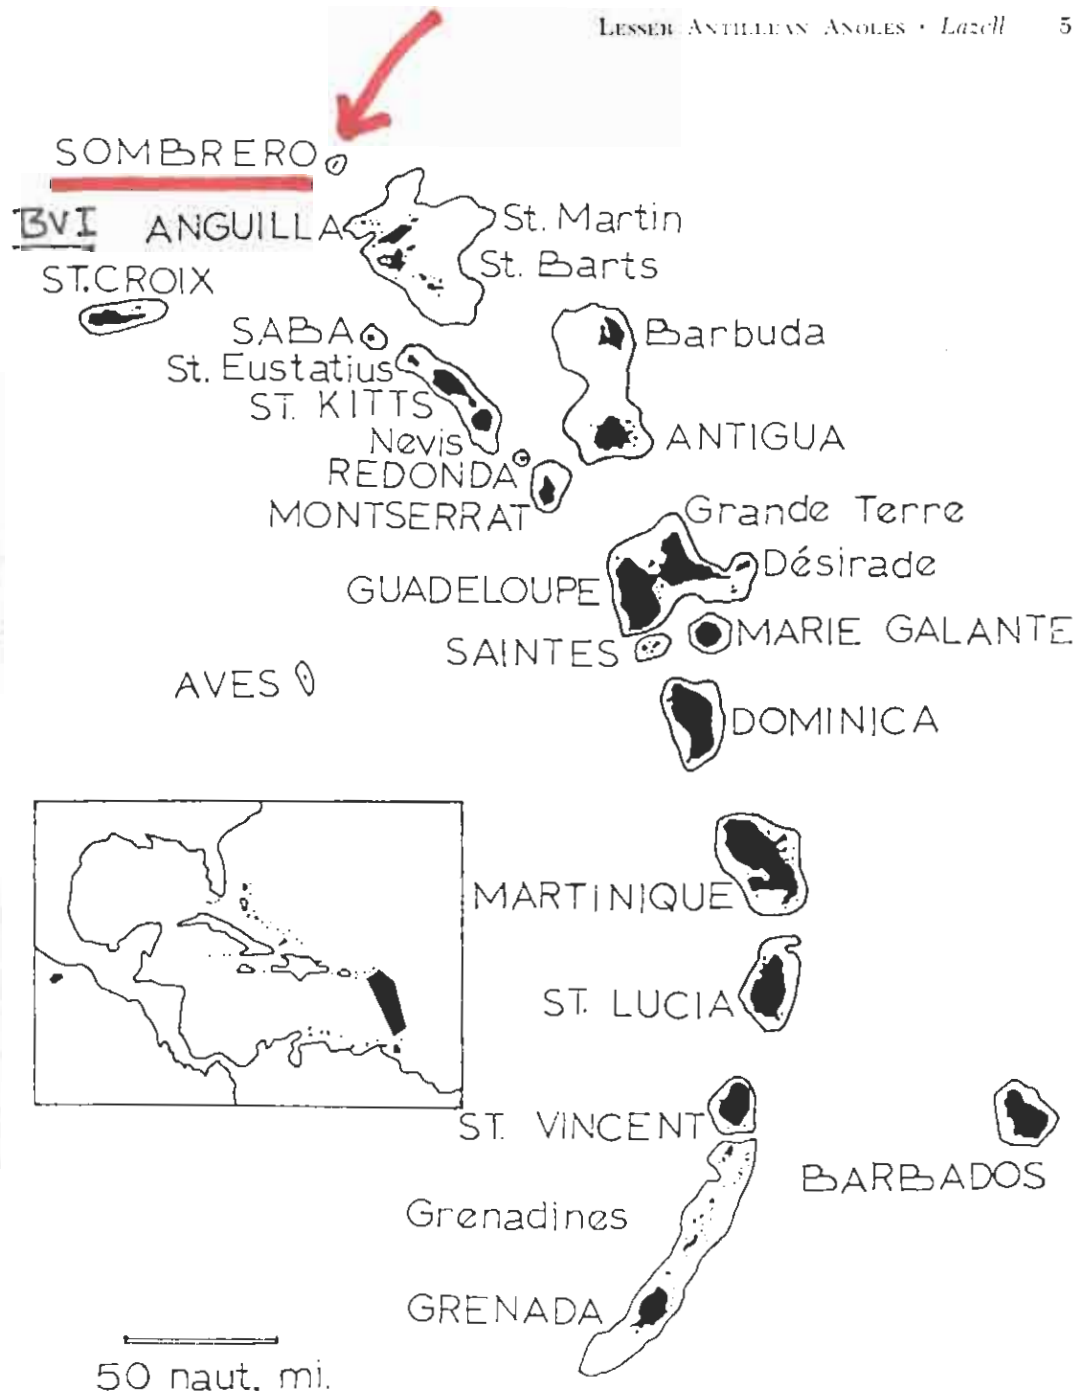 LESSER ANTILLEAN ANOLES · Lazell 5
SOMBRERO
BVI ANGUILLA
St. Martin
St. Barts
ST. CROIX
SABA
Barbuda
St. Eustatius
ST. KITTS
Nevis
ANTIGUA
REDONDA
MONTSERRAT
Grande Terre
Désirade
GUADELOUPE
MARIE GALANTE
SAINTES
AVES
DOMINICA
MARTINIQUE
ST. LUCIA
ST. VINCENT
BARBADOS
Grenadines
GRENADA
50 naut. mi.